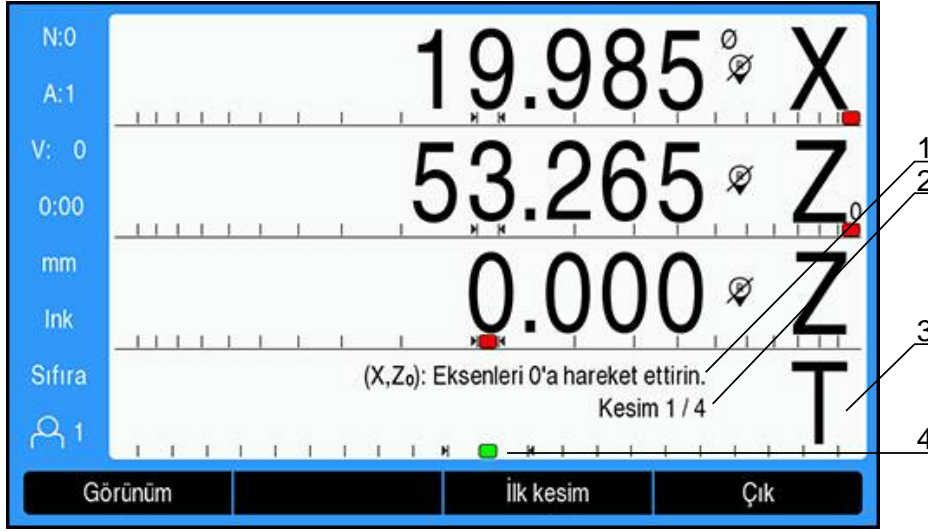 N:0
A:1
V: 0
0:00
mm
Ink
Sıfıra
1
19.985 Ø X
53.265 Z0
0.000 Z
(X,Z0): Eksenleri 0'a hareket ettirin.
Kesim 1 / 4
T
Görünüm
İlk kesim
Çık
1
2
3
4